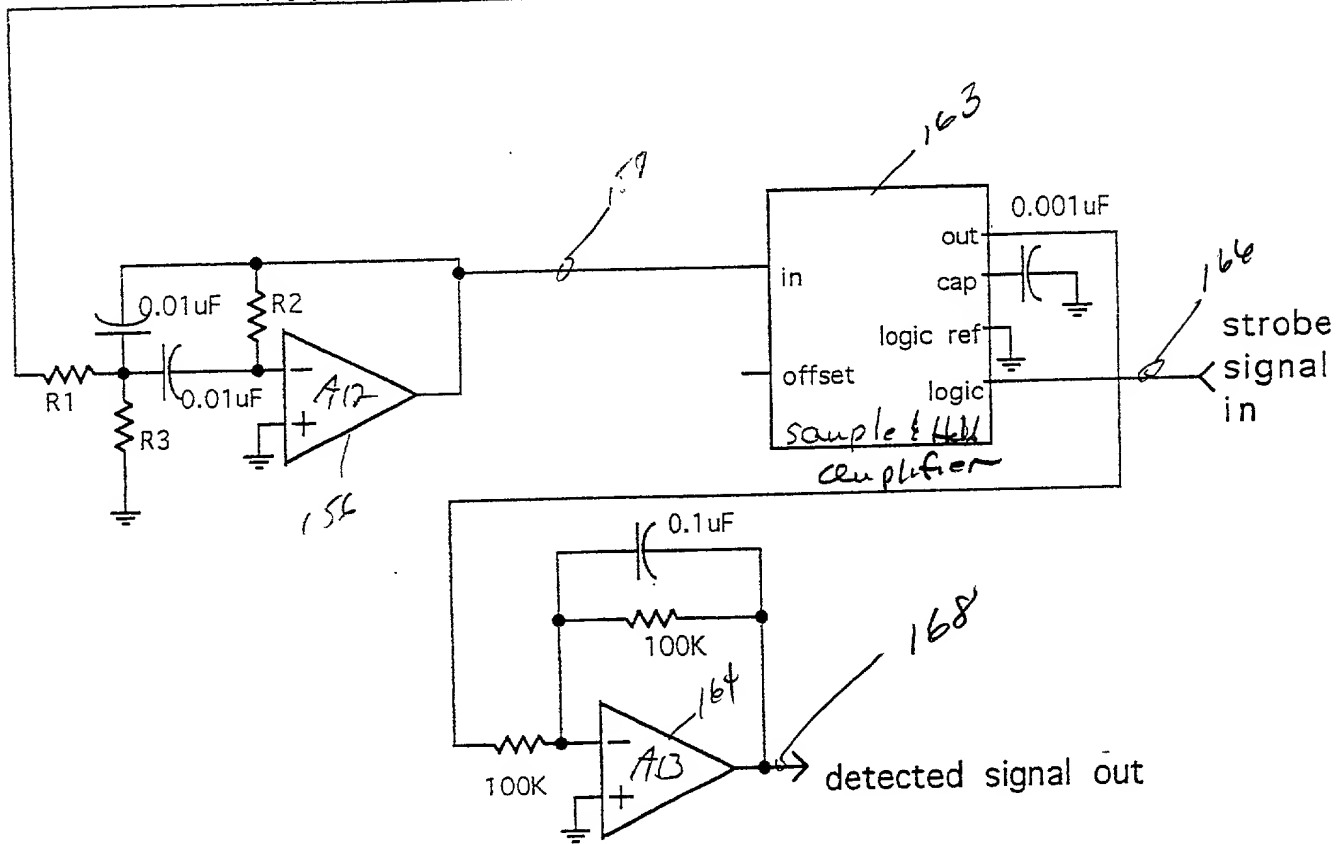 163
0.001uF
out
166
in
cap
strobe
0.01uF
R2
logic ref
signal
offset
logic
in
R1
0.01uF
−
A12
+
R3
sample & Hold
amplifier
156
0.1uF
100K
168
164
−
A13
+
100K
detected signal out